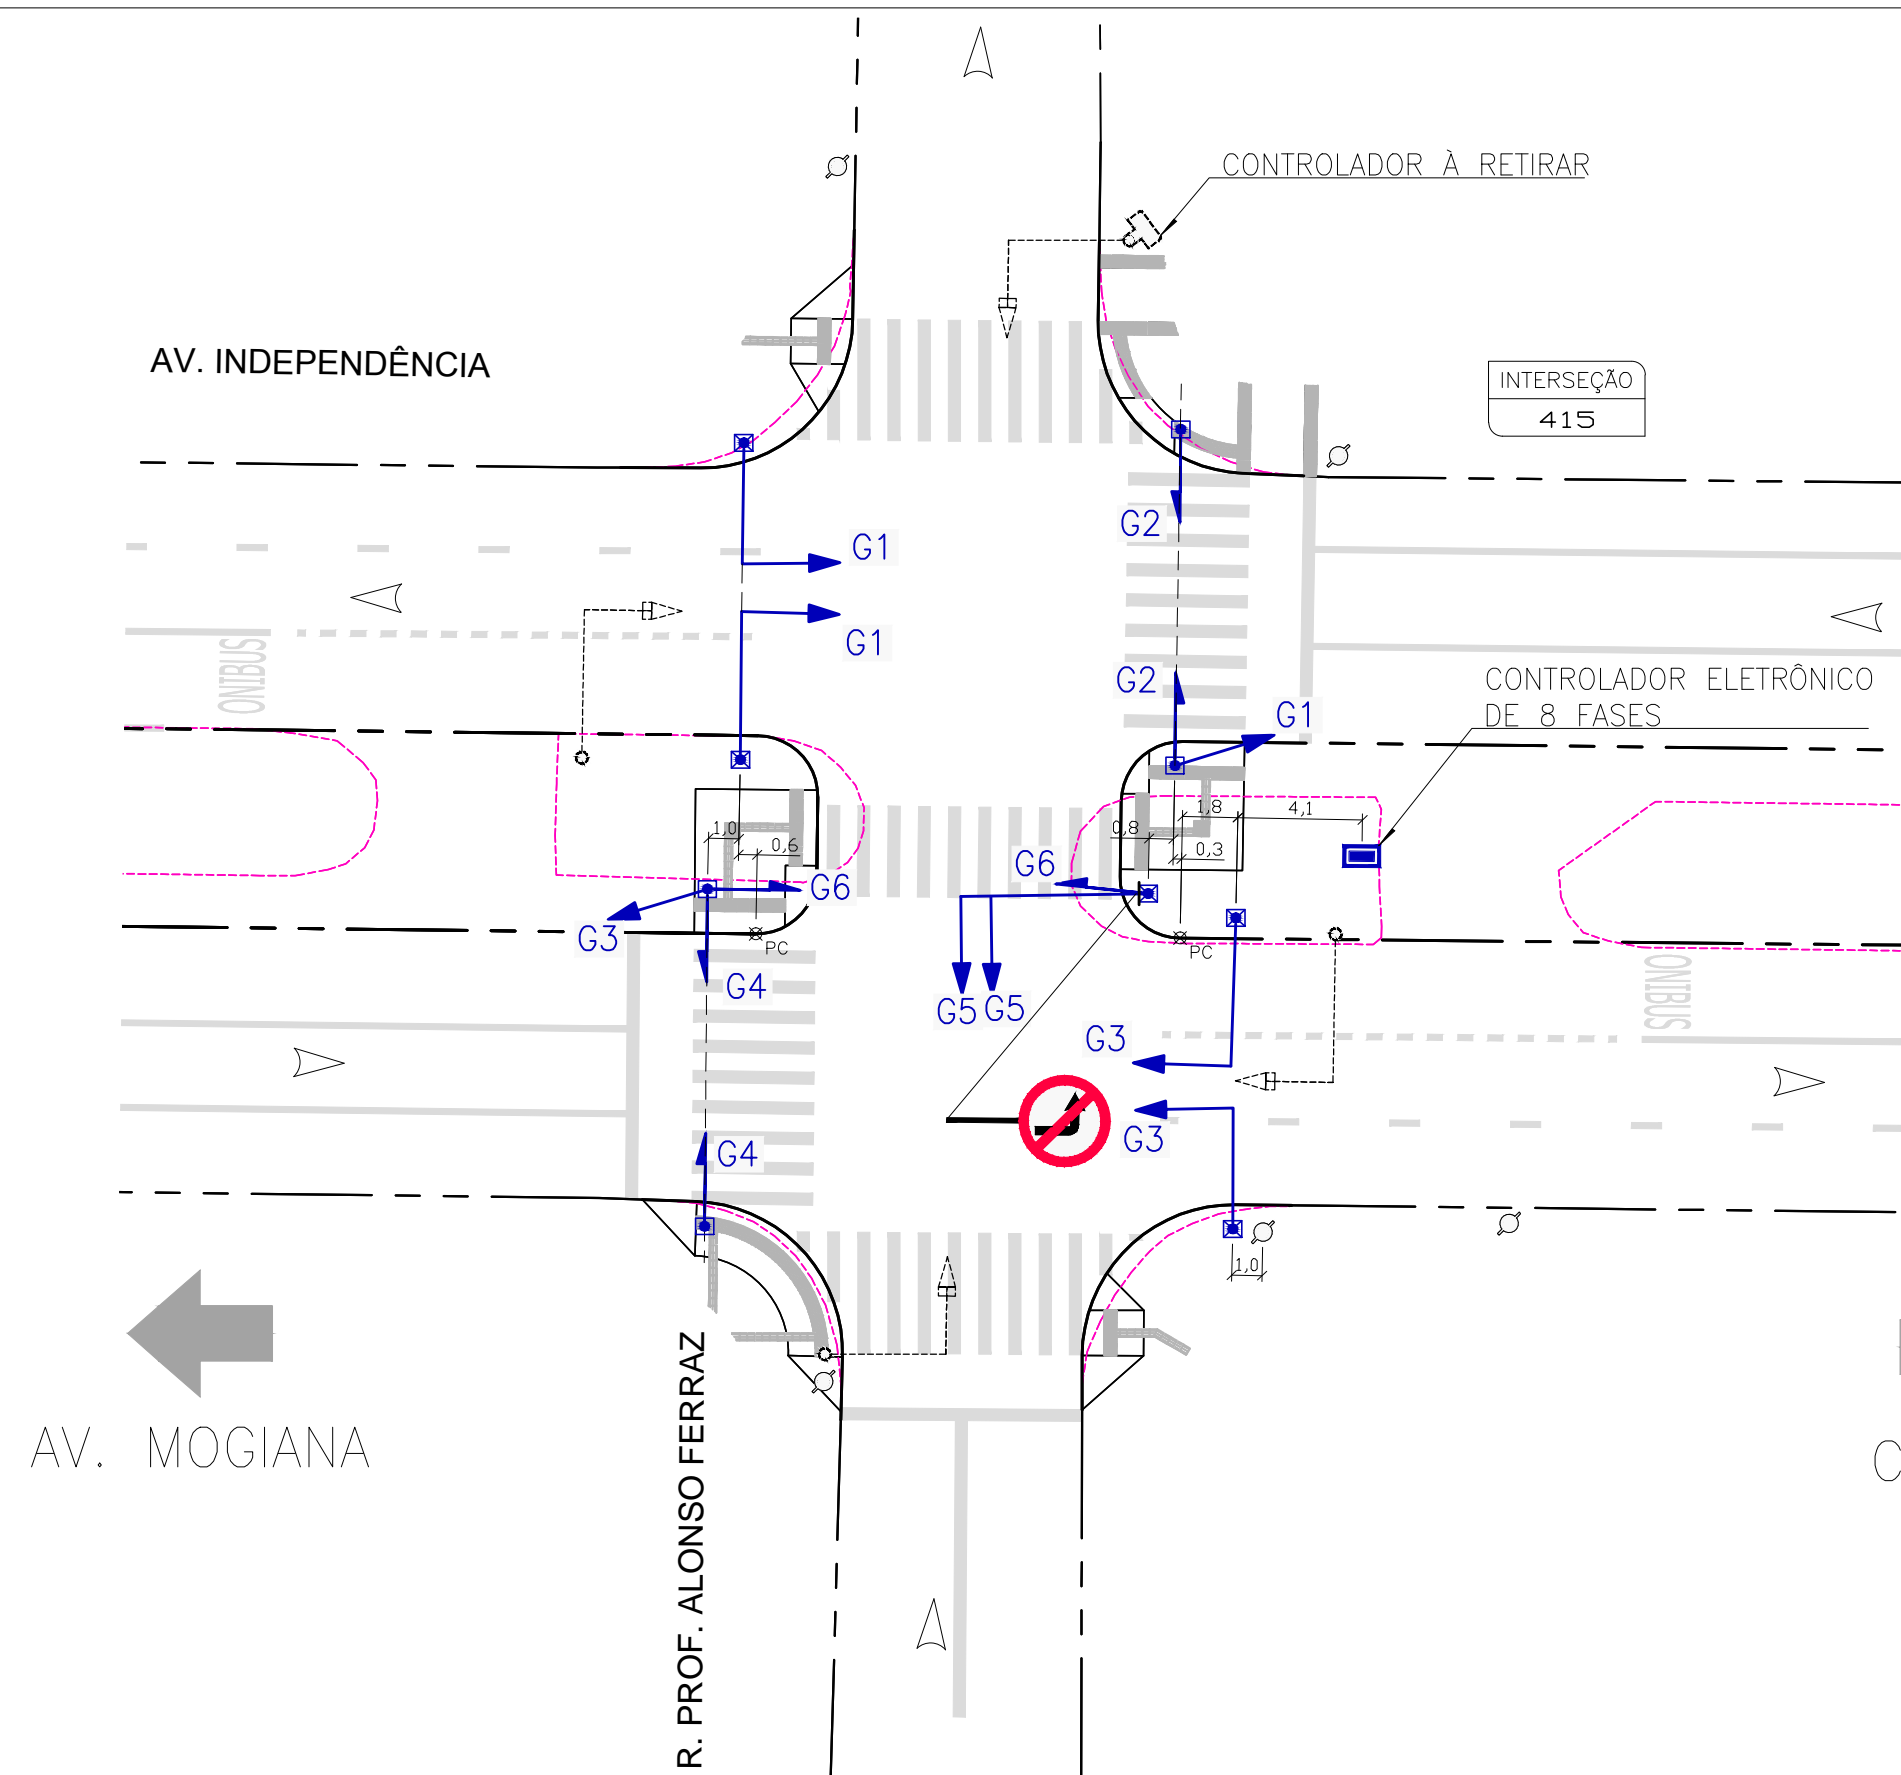 CONTROLADOR À RETIRAR
AV. INDEPENDÊNCIA
INTERSEÇÃO
415
G1
G2
G1
G2
G1
ONIBUS
CONTROLADOR ELETRÔNICO
DE 8 FASES
1,8
4,1
1,0
0,6
0,8
0,3
G6
G6
G3
PC
PC
G4
G5
G5
G3
ONIBUS
G3
G4
1,0
AV. MOGIANA
R. PROF. ALONSO FERRAZ
C